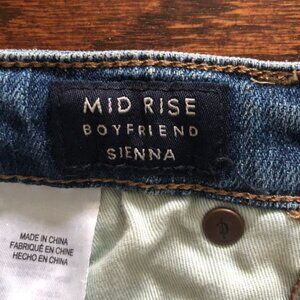 MID RISE
BOYFRIEND
SIENNA
MADE IN CHINA
FABRIQUÉ EN CHINE
HECHO EN CHINA